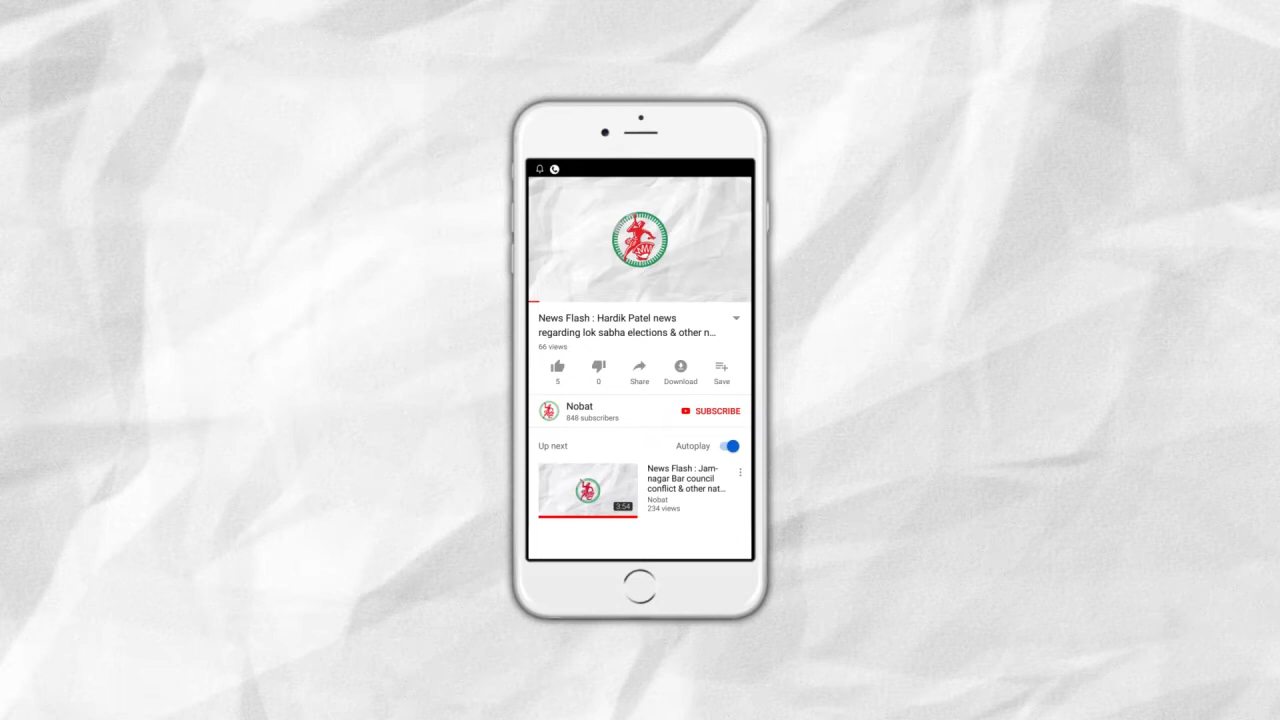 News Flash : Hardik Patel news
regarding lok sabha elections & other n...
66 views
5
0
Share
Download
Save
Nobat
848 subscribers
SUBSCRIBE
Up next
Autoplay
3:54
News Flash : Jam-
nagar Bar council
conflict & other nat...
Nobat
234 views